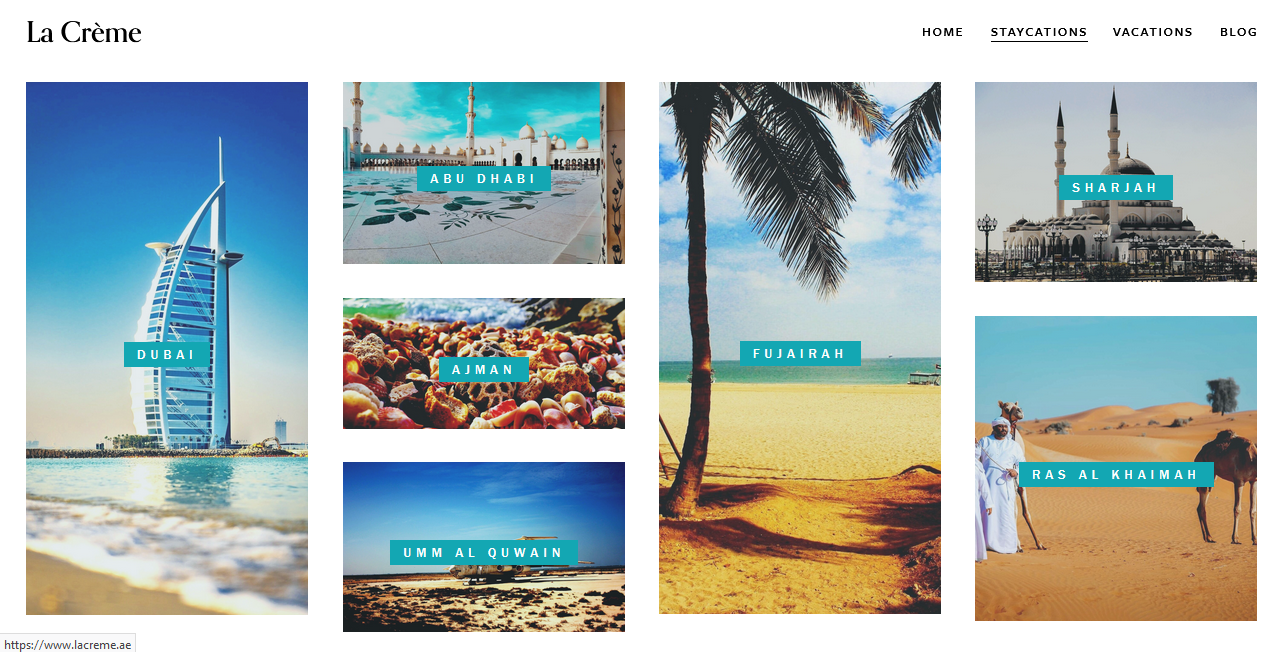 La Crème
HOME STAYCATIONS VACATIONS BLOG
DUBAI
ABU DHABI
AJMAN
UMM AL QUWAIN
FUJAIRAH
SHARJAH
RAS AL KHAIMAH
https://www.lacreme.ae